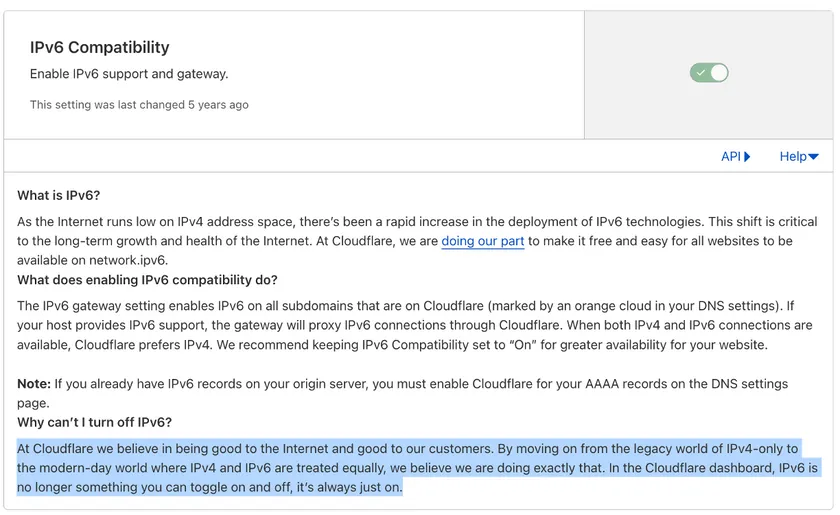 IPv6 Compatibility
Enable IPv6 support and gateway.
This setting was last changed 5 years ago
API
Help
What is IPv6?
As the Internet runs low on IPv4 address space, there’s been a rapid increase in the deployment of IPv6 technologies. This shift is critical
to the long-term growth and health of the Internet. At Cloudflare, we are doing our part to make it free and easy for all websites to be
available on network.ipv6.
What does enabling IPv6 compatibility do?
The IPv6 gateway setting enables IPv6 on all subdomains that are on Cloudflare (marked by an orange cloud in your DNS settings). If
your host provides IPv6 support, the gateway will proxy IPv6 connections through Cloudflare. When both IPv4 and IPv6 connections are
available, Cloudflare prefers IPv4. We recommend keeping IPv6 Compatibility set to “On” for greater availability for your website.
Note: If you already have IPv6 records on your origin server, you must enable Cloudflare for your AAAA records on the DNS settings
page.
Why can’t I turn off IPv6?
At Cloudflare we believe in being good to the Internet and good to our customers. By moving on from the legacy world of IPv4-only to
the modern-day world where IPv4 and IPv6 are treated equally, we believe we are doing exactly that. In the Cloudflare dashboard, IPv6 is
no longer something you can toggle on and off, it’s always just on.